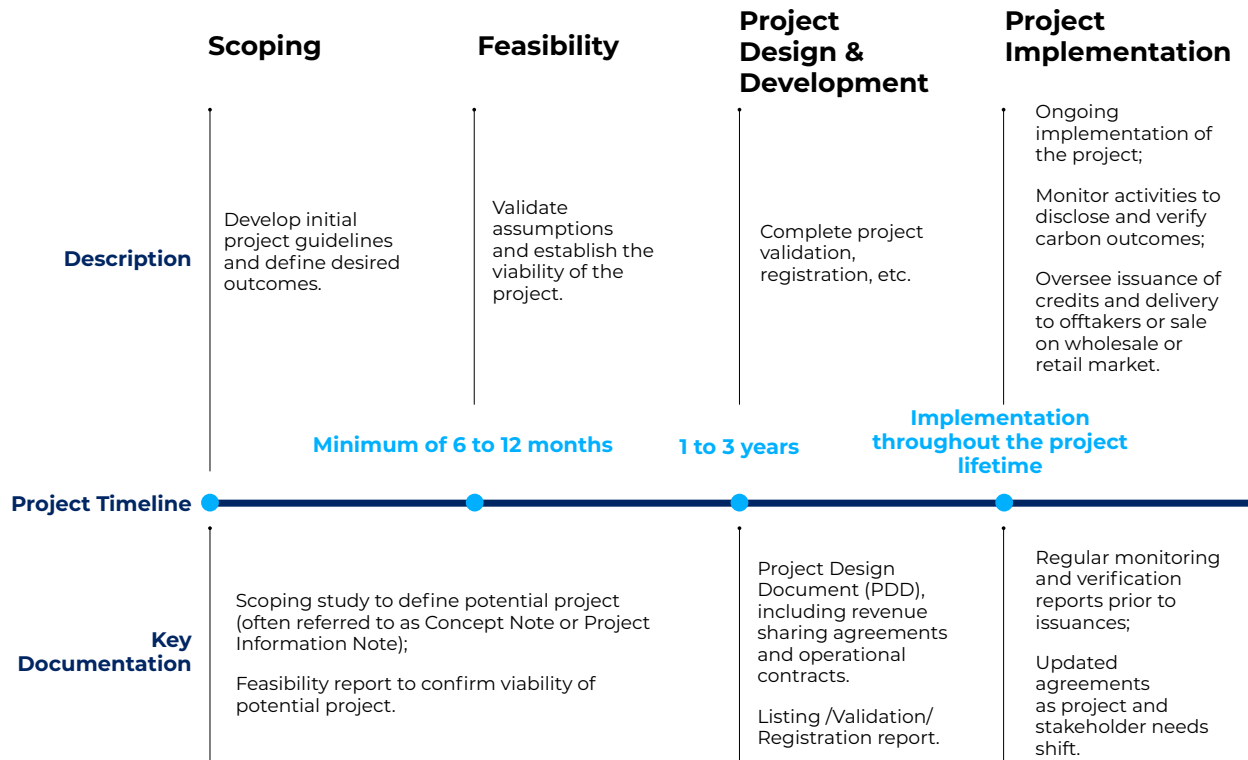 Scoping
Feasibility
Project
Design &
Development
Project
Implementation
Description
Develop initial
project guidelines
and define desired
outcomes.
Validate
assumptions
and establish the
viability of the
project.
Complete project
validation,
registration, etc.
Ongoing
implementation of
the project;
Monitor activities to
disclose and verify
carbon outcomes;
Oversee issuance of
credits and delivery
to offtakers or sale
on wholesale or
retail market.
Minimum of 6 to 12 months
1 to 3 years
Implementation
throughout the project
lifetime
Project Timeline
Key
Documentation
Scoping study to define potential project
(often referred to as Concept Note or Project
Information Note);
Feasibility report to confirm viability of
potential project.
Project Design
Document (PDD),
including revenue
sharing agreements
and operational
contracts.
Listing /Validation/
Registration report.
Regular monitoring
and verification
reports prior to
issuances;
Updated
agreements
as project and
stakeholder needs
shift.